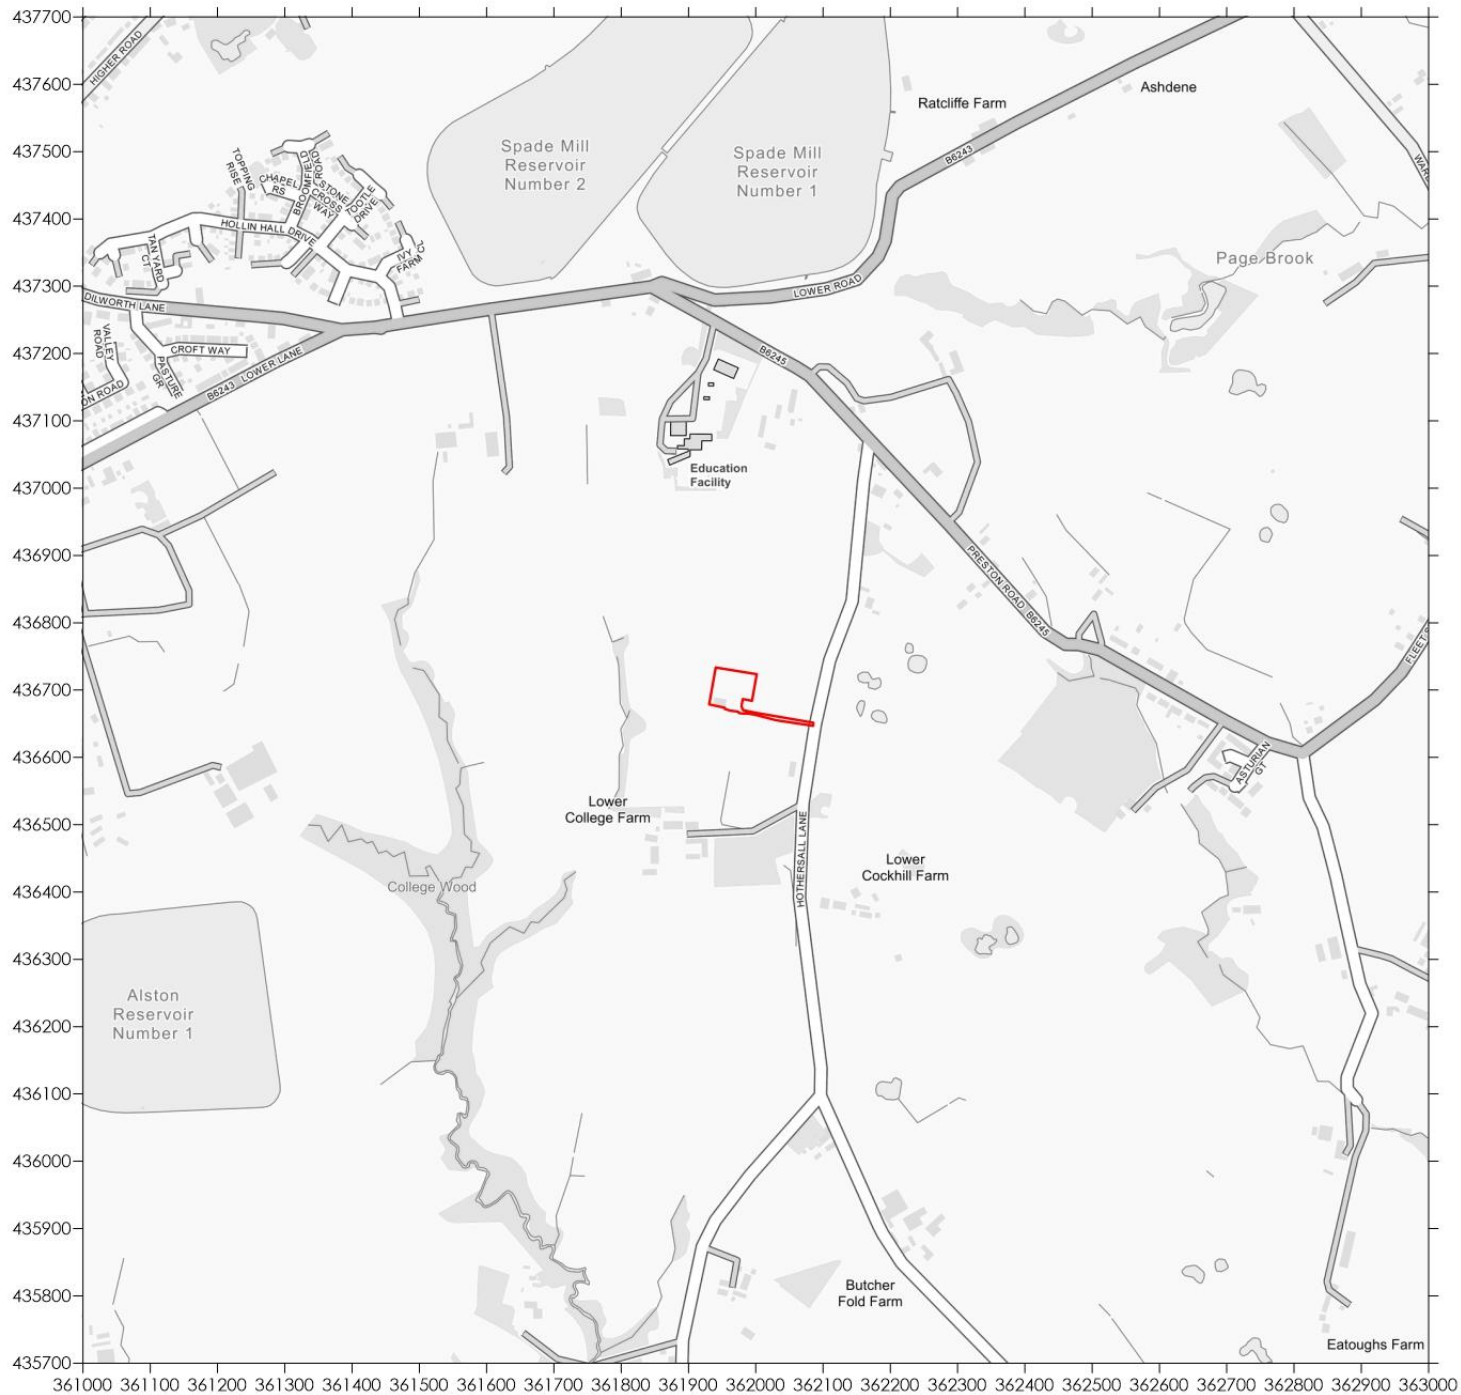 437700
437600
437500
437400
437300
437200
437100
437000
436900
436800
436700
436600
436500
436400
436300
436200
436100
436000
435900
435800
435700
HIGHER ROAD
Ratcliffe Farm
Ashdene
Spade Mill
Reservoir
Number 2
Spade Mill
Reservoir
Number 1
B6243
TOPPING
RISE
CHAPEL
RS
BROOMFIELD
ROAD
STONE
CROSS
WAY
TOOTLE
DRIVE
HOLLIN HALL DRIVE
TAN YARD
CT
IVY
FARM
Page Brook
DILWORTH LANE
LOWER ROAD
VALLEY
ROAD
CROFT WAY
PASTURE
GR
ON ROAD
B6243 LOWER LANE
B6245
Education
Facility
PRESTON ROAD B6245
FLEET
ASTURIAN
GT
Lower
College Farm
HOTHERSALL LANE
Lower
Cockhill Farm
College Wood
Alston
Reservoir
Number 1
Butcher
Fold Farm
Eatoughs Farm
361000 361100 361200 361300 361400 361500 361600 361700 361800 361900 362000 362100 362200 362300 362400 362500 362600 362700 362800 362900 363000